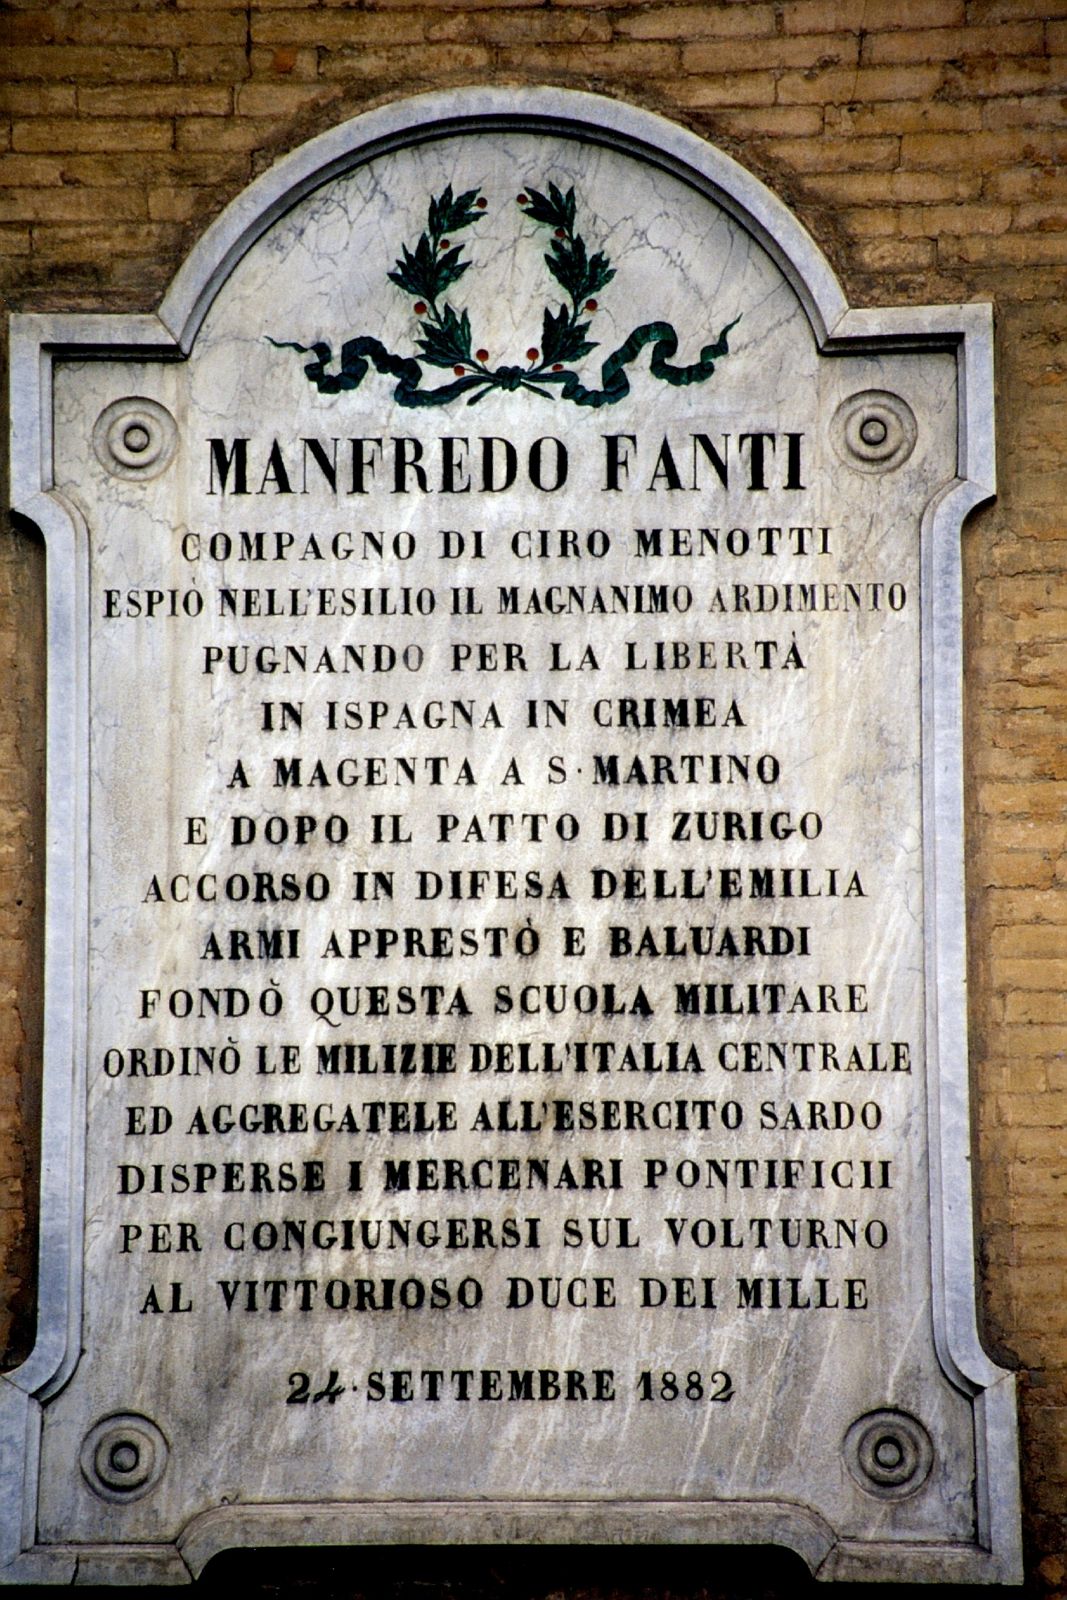 MANFREDO FANTI
COMPAGNO DI CIRO MENOTTI
ESPIÒ NELL'ESILIO IL MAGNANIMO ARDIMENTO
PUGNANDO PER LA LIBERTÀ
IN ISPAGNA IN CRIMEA
A MAGENTA A S. MARTINO
E DOPO IL PATTO DI ZURIGO
ACCORSO IN DIFESA DELL'EMILIA
ARMI APPRESTÒ E BALUARDI
FONDÒ QUESTA SCUOLA MILITARE
ORDINÒ LE MILIZIE DELL'ITALIA CENTRALE
ED AGGREGATELE ALL'ESERCITO SARDO
DISPERSE I MERCENARI PONTIFICII
PER CONGIUNGERSI SUL VOLTURNO
AL VITTORIOSO DUCE DEI MILLE
24·SETTEMBRE 1882